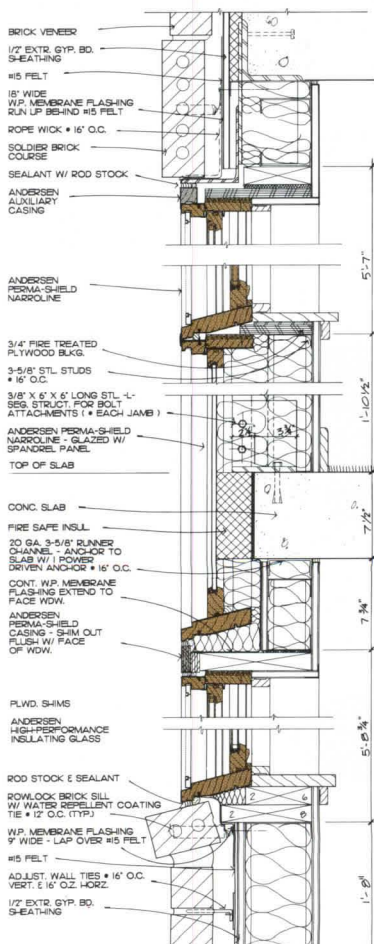 BRICK VENEER
1/2" EXTR. GYP. BD.
SHEATHING
#15 FELT
18" WIDE
W.P. MEMBRANE FLASHING
RUN UP BEHIND #15 FELT
ROPE WICK @ 16" O.C.
SOLDIER BRICK
COURSE
SEALANT W/ ROD STOCK
ANDERSEN
AUXILIARY
CASING
5'-7"
ANDERSEN
PERMA-SHIELD
NARROLINE
3/4" FIRE TREATED
PLYWOOD BLKG.
3-5/8" STL. STUDS
@ 16" O.C.
3/8" X 6" X 6" LONG STL. -L-
SEG. STRUCT. FOR BOLT
ATTACHMENTS ( @ EACH JAMB )
1'-10 1/2"
ANDERSEN PERMA-SHIELD
NARROLINE - GLAZED W/
SPANDREL PANEL
TOP OF SLAB
CONC. SLAB
7 1/2"
FIRE SAFE INSUL.
20 GA. 3-5/8" RUNNER
CHANNEL - ANCHOR TO
SLAB W/ 1 POWER
DRIVEN ANCHOR @ 16" O.C.
CONT. W.P. MEMBRANE
FLASHING EXTEND TO
FACE WDW.
7 3/4"
ANDERSEN
PERMA-SHIELD
CASING - SHIM OUT
FLUSH W/ FACE
OF WDW.
PLWD. SHIMS
5'-8 3/4"
ANDERSEN
HIGH-PERFORMANCE
INSULATING GLASS
ROD STOCK & SEALANT
2 6
ROWLOCK BRICK SILL
W/ WATER REPELLENT COATING
TIE @ 12" O.C. (TYP.)
2 8
W.P. MEMBRANE FLASHING
9" WIDE - LAP OVER #15 FELT
#15 FELT
1'-8"
ADJUST. WALL TIES @ 16" O.C.
VERT. & 16" O.Z. HORZ.
1/2" EXTR. GYP. BD.
SHEATHING